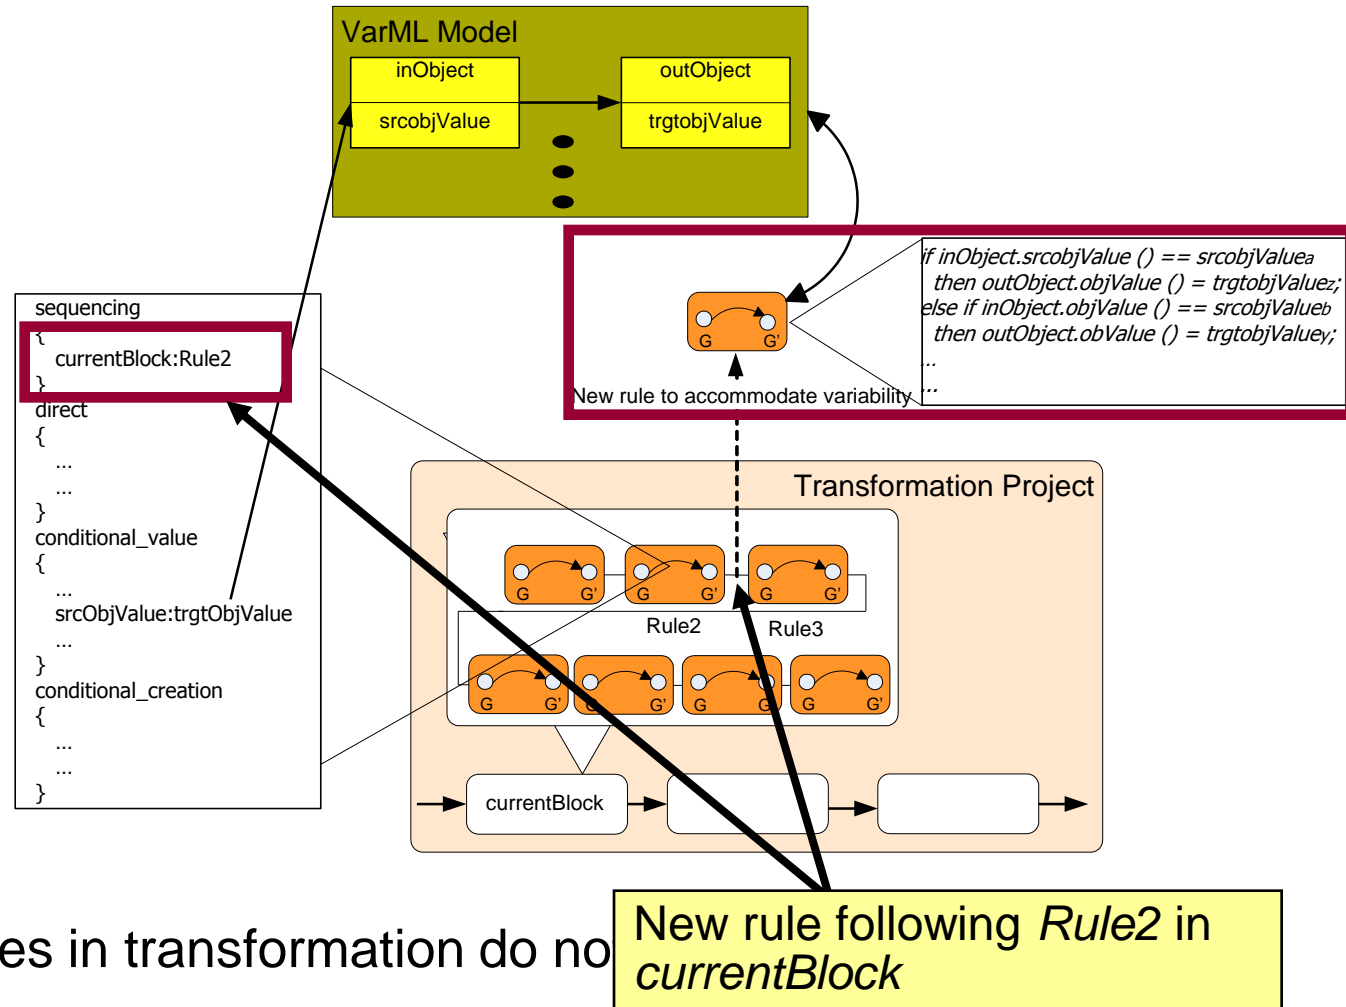 VarML Model
inObject
outObject
srcobjValue
trgtobjValue
if inObject.srcobjValue () == srcobjValuea
then outObject.objValue () = trgtobjValuez;
else if inObject.objValue () == srcobjValueb
then outObject.obValue () = trgtobjValuey;
...
...
G G'
New rule to accommodate variability
sequencing
{
currentBlock:Rule2
}
direct
{
...
...
}
conditional_value
{
...
srcObjValue:trgtObjValue
...
}
conditional_creation
{
...
...
}
Transformation Project
G G' G G' G G'
Rule2 Rule3
G G' G G' G G' G G'
currentBlock
es in transformation do no
New rule following Rule2 in
currentBlock